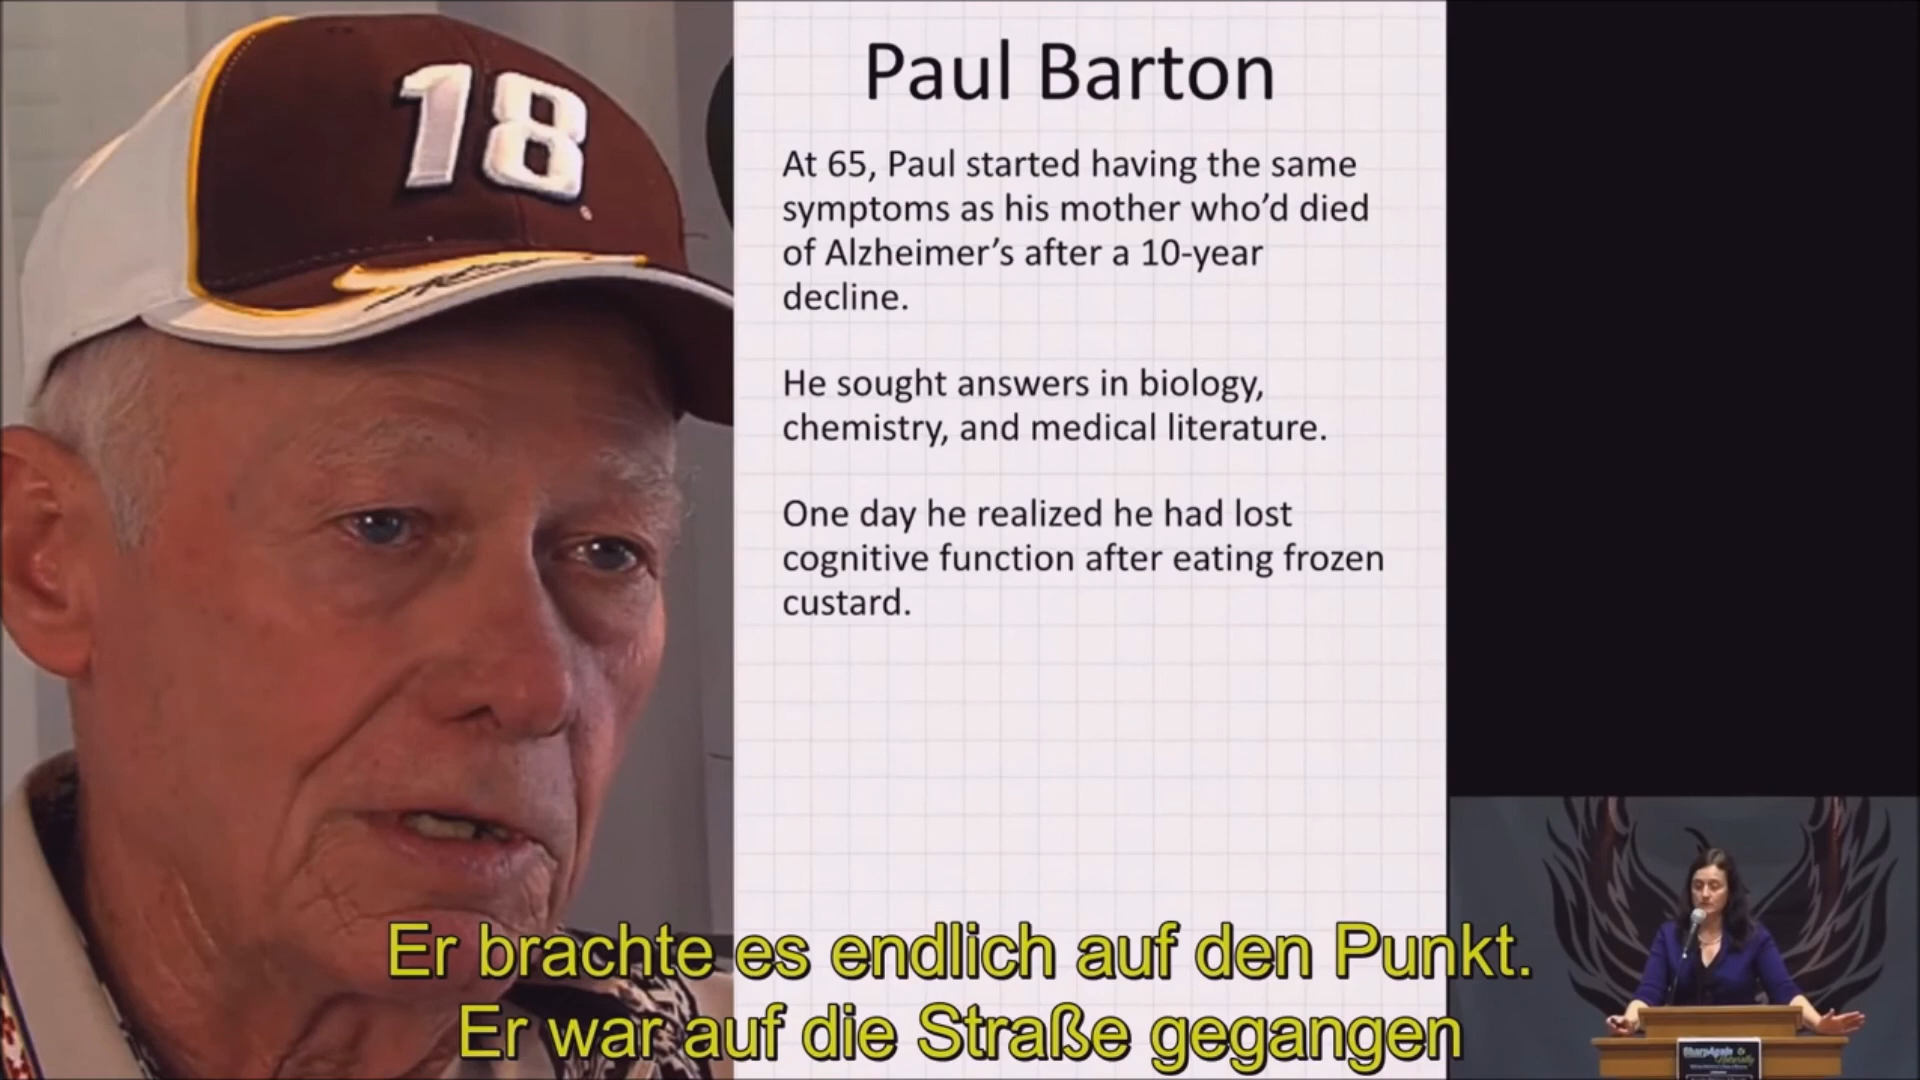 18
Paul Barton
At 65, Paul started having the same
symptoms as his mother who’d died
of Alzheimer’s after a 10-year
decline.
He sought answers in biology,
chemistry, and medical literature.
One day he realized he had lost
cognitive function after eating frozen
custard.
Er brachte es endlich auf den Punkt.
Er war auf die Straße gegangen
SharpAgain
Naturally